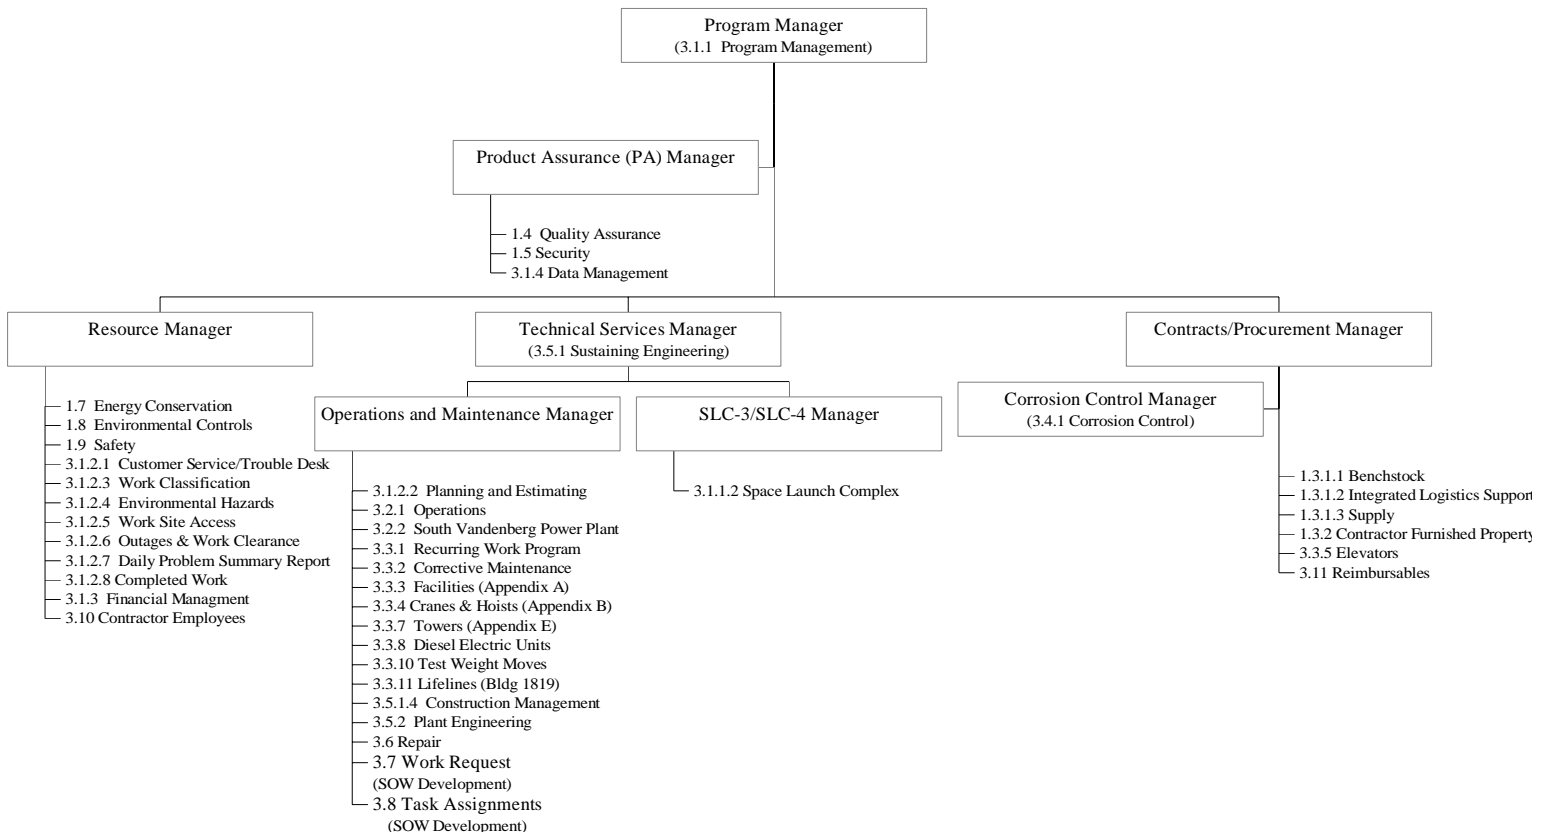 Program Manager
(3.1.1 Program Management)
Product Assurance (PA) Manager
1.4 Quality Assurance
1.5 Security
3.1.4 Data Management
Resource Manager
1.7 Energy Conservation
1.8 Environmental Controls
1.9 Safety
3.1.2.1 Customer Service/Trouble Desk
3.1.2.3 Work Classification
3.1.2.4 Environmental Hazards
3.1.2.5 Work Site Access
3.1.2.6 Outages & Work Clearance
3.1.2.7 Daily Problem Summary Report
3.1.2.8 Completed Work
3.1.3 Financial Managment
3.10 Contractor Employees
Technical Services Manager
(3.5.1 Sustaining Engineering)
Operations and Maintenance Manager
3.1.2.2 Planning and Estimating
3.2.1 Operations
3.2.2 South Vandenberg Power Plant
3.3.1 Recurring Work Program
3.3.2 Corrective Maintenance
3.3.3 Facilities (Appendix A)
3.3.4 Cranes & Hoists (Appendix B)
3.3.7 Towers (Appendix E)
3.3.8 Diesel Electric Units
3.3.10 Test Weight Moves
3.3.11 Lifelines (Bldg 1819)
3.5.1.4 Construction Management
3.5.2 Plant Engineering
3.6 Repair
3.7 Work Request
(SOW Development)
3.8 Task Assignments
(SOW Development)
SLC-3/SLC-4 Manager
3.1.1.2 Space Launch Complex
Contracts/Procurement Manager
Corrosion Control Manager
(3.4.1 Corrosion Control)
1.3.1.1 Benchstock
1.3.1.2 Integrated Logistics Support
1.3.1.3 Supply
1.3.2 Contractor Furnished Property
3.3.5 Elevators
3.11 Reimbursables